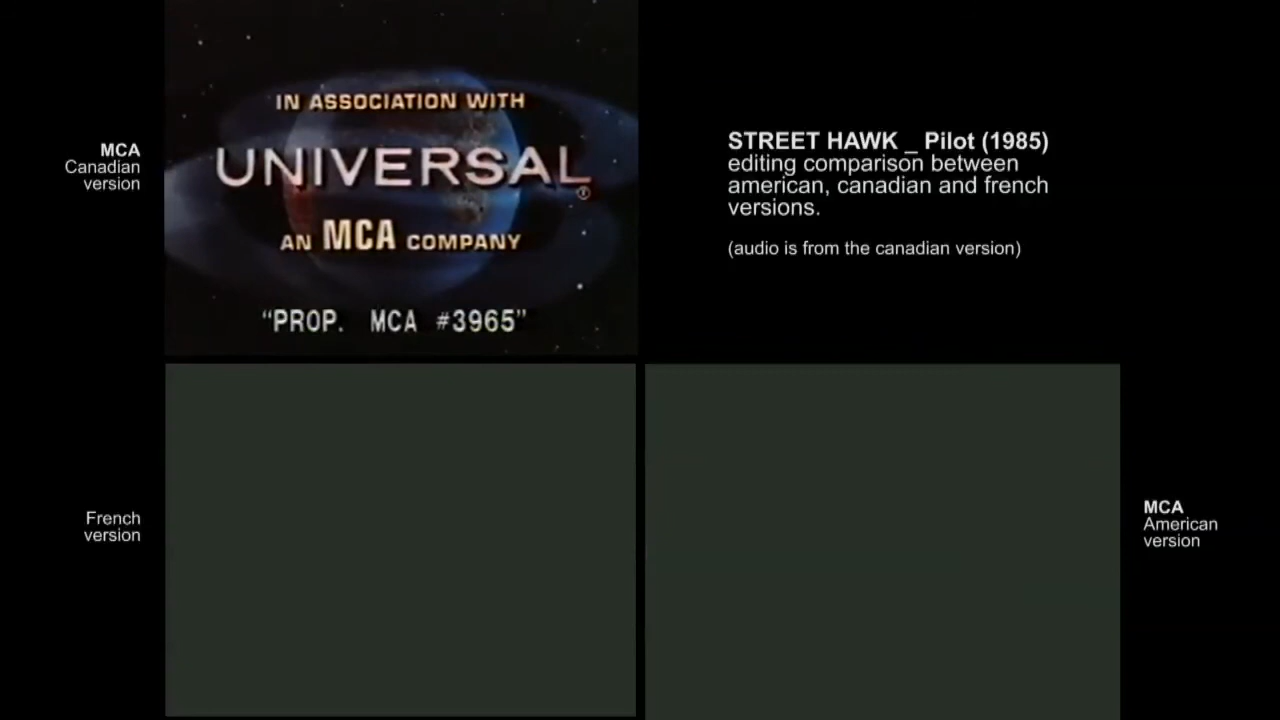 MCA
Canadian
version
IN ASSOCIATION WITH
UNIVERSAL®
AN MCA COMPANY
"PROP. MCA #3965"
STREET HAWK _ Pilot (1985)
editing comparison between
american, canadian and french
versions.
(audio is from the canadian version)
French
version
MCA
American
version